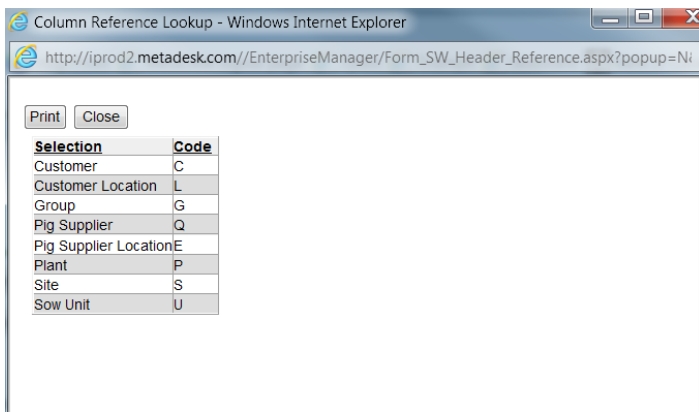 Column Reference Lookup - Windows Internet Explorer
http://iprod2.metadesk.com//EnterpriseManager/Form_SW_Header_Reference.aspx?popup=N
Print Close
Selection Code
Customer C
Customer Location L
Group G
Pig Supplier Q
Pig Supplier Location E
Plant P
Site S
Sow Unit U